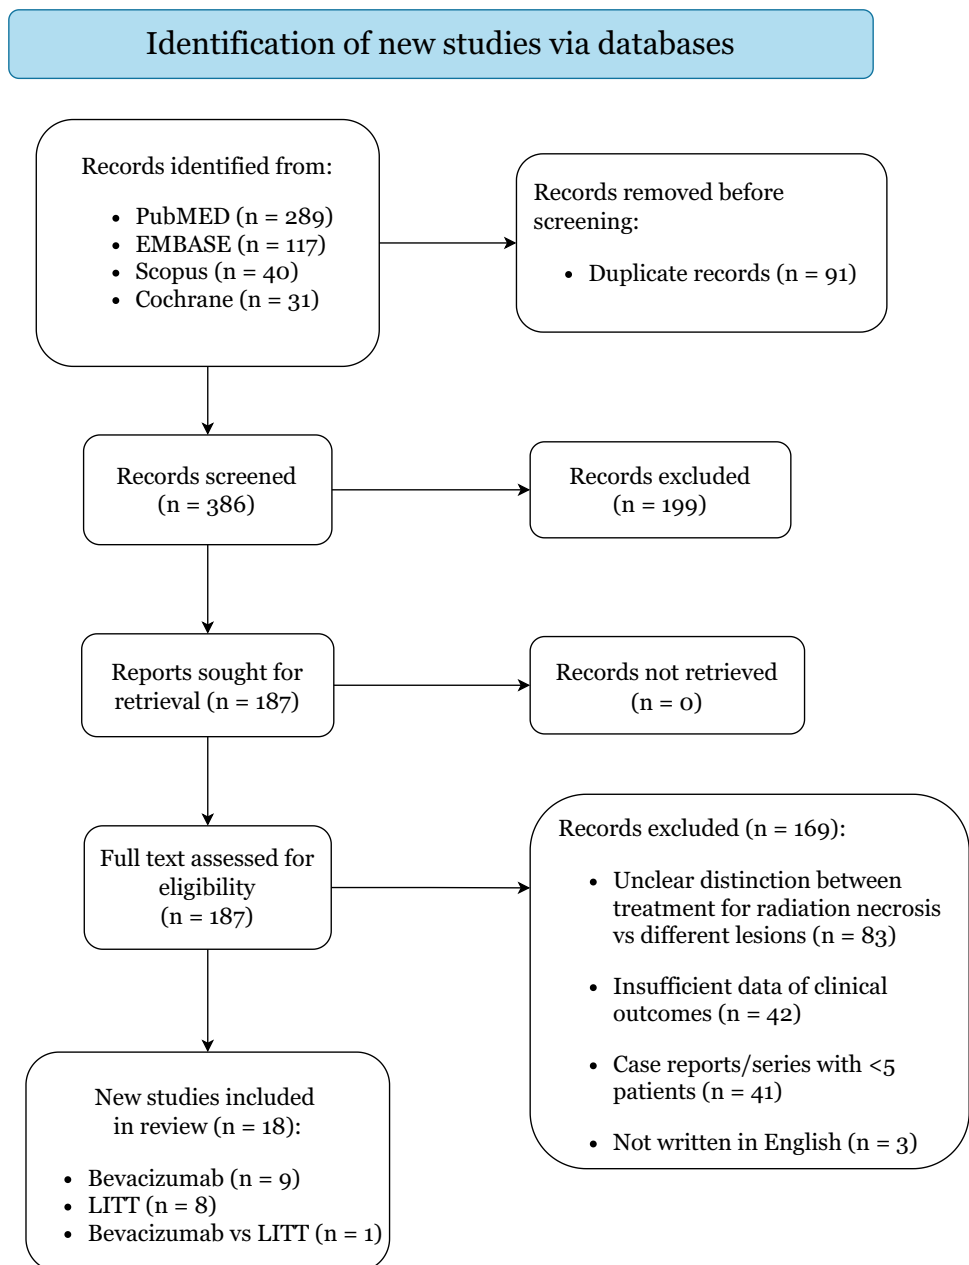 Identification of new studies via databases
Records identified from:
• PubMED (n = 289)
• EMBASE (n = 117)
• Scopus (n = 40)
• Cochrane (n = 31)
Records removed before
screening:
• Duplicate records (n = 91)
Records screened
(n = 386)
Records excluded
(n = 199)
Reports sought for
retrieval (n = 187)
Records not retrieved
(n = 0)
Full text assessed for
eligibility
(n = 187)
Records excluded (n = 169):
• Unclear distinction between
treatment for radiation necrosis
vs different lesions (n = 83)
• Insufficient data of clinical
outcomes (n = 42)
• Case reports/series with <5
patients (n = 41)
• Not written in English (n = 3)
New studies included
in review (n = 18):
• Bevacizumab (n = 9)
• LITT (n = 8)
• Bevacizumab vs LITT (n = 1)